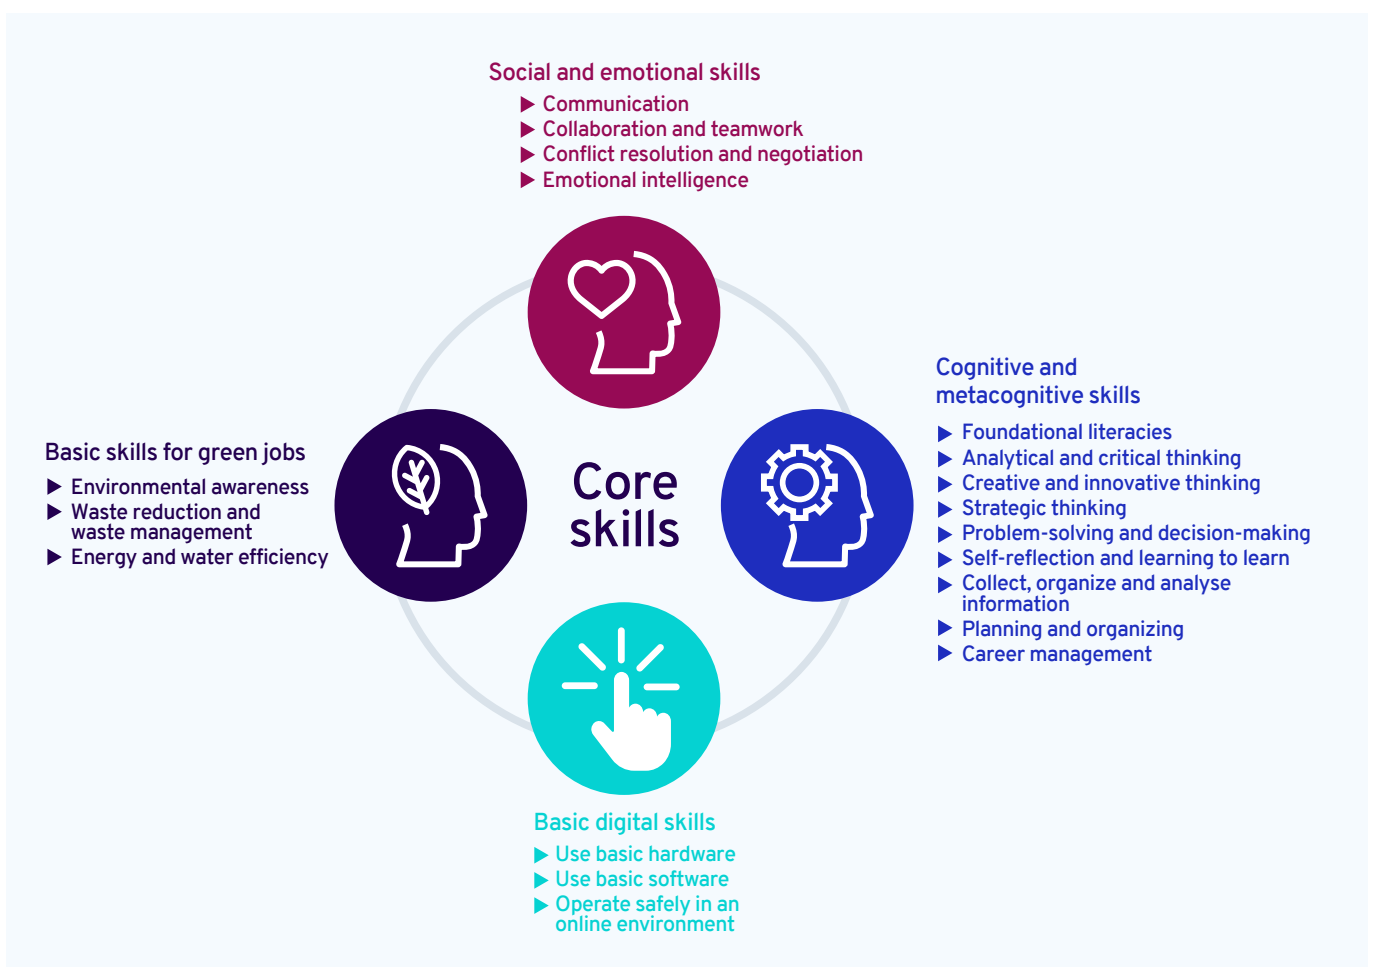 Social and emotional skills
Communication
Collaboration and teamwork
Conflict resolution and negotiation
Emotional intelligence
Cognitive and
metacognitive skills
Foundational literacies
Analytical and critical thinking
Creative and innovative thinking
Strategic thinking
Problem-solving and decision-making
Self-reflection and learning to learn
Collect, organize and analyse
information
Planning and organizing
Career management
Basic skills for green jobs
Environmental awareness
Waste reduction and
waste management
Energy and water efficiency
Core
skills
Basic digital skills
Use basic hardware
Use basic software
Operate safely in an
online environment